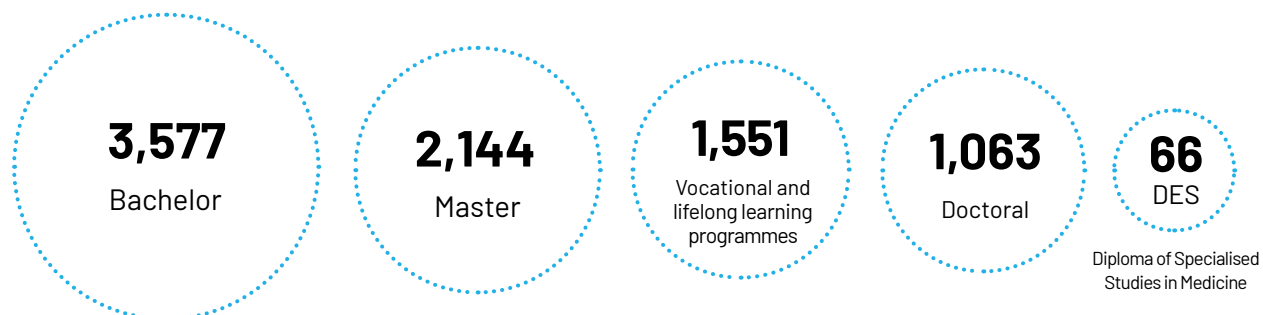 3,577
Bachelor
2,144
Master
1,551
Vocational and
lifelong learning
programmes
1,063
Doctoral
66
DES
Diploma of Specialised
Studies in Medicine